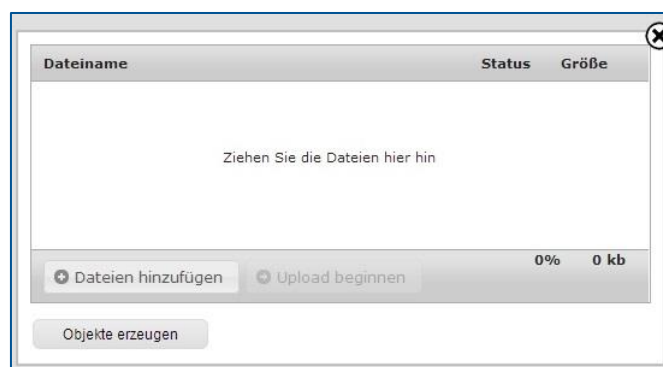 Dateiname Status Größe
Ziehen Sie die Dateien hier hin
0% 0 kb
Dateien hinzufügen Upload beginnen
Objekte erzeugen